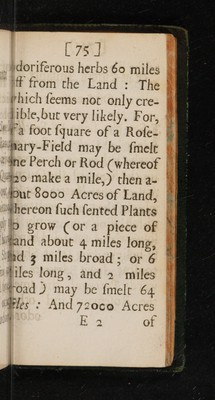 [ 75 ]
doriferous herbs 60 miles
ff from the Land : The
hich ſeems not only cre-
ible, but very likely. For,
a foot ſquare of Roſe-
ary-Field may be ſmelt
ne Perch or Rod (whereof
20 make a mile,) then a-
out 8000 Acres of Land,
hereon ſuch ſented Plants
o grow (or a piece of
and about 4 miles long,
nd 3 miles broad ; or 6
iles long, and 2 miles
road) may be ſmelt 64
iles : And 72000 Acres
E 2 of